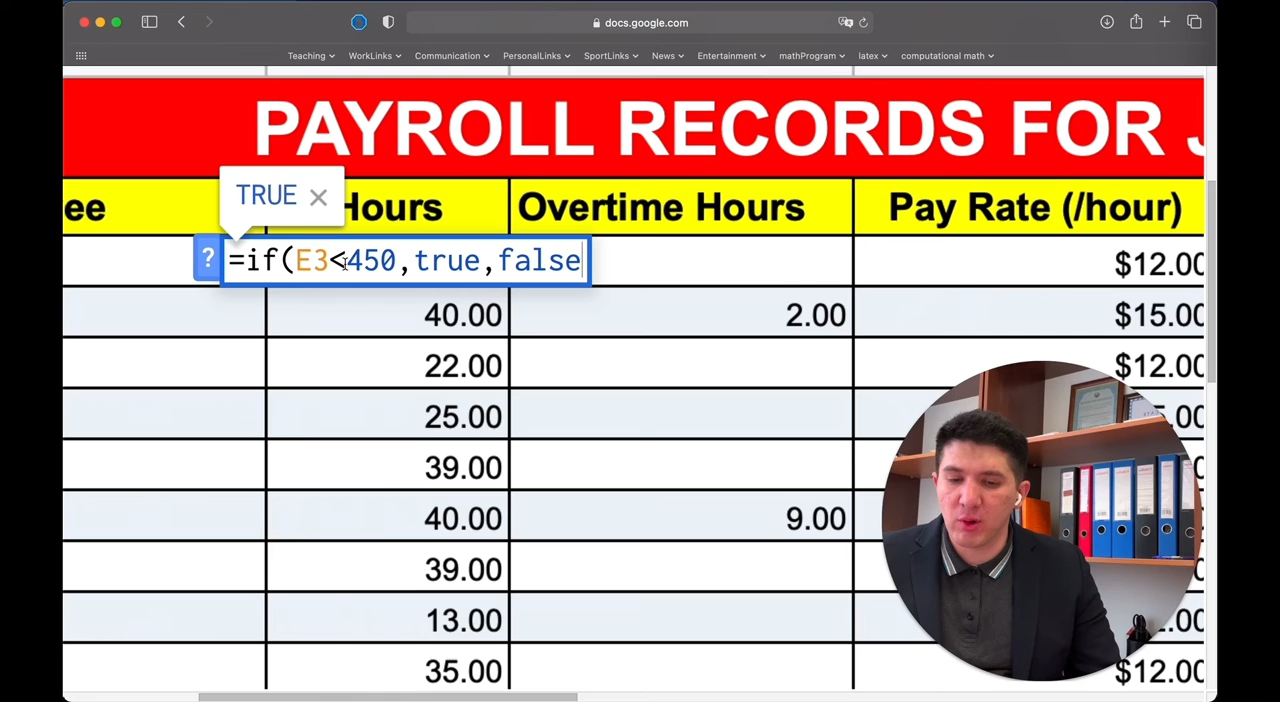 docs.google.com
Teaching WorkLinks Communication PersonalLinks SportLinks News Entertainment mathProgram latex computational math
PAYROLL RECORDS FOR J
ee Hours Overtime Hours Pay Rate (/hour)
TRUE ×
? =if(E3<450,true,false
$12.00
40.00 2.00 $15.00
22.00 $12.00
25.00 5.00
39.00
40.00 9.00
39.00
13.00
35.00 $12.00